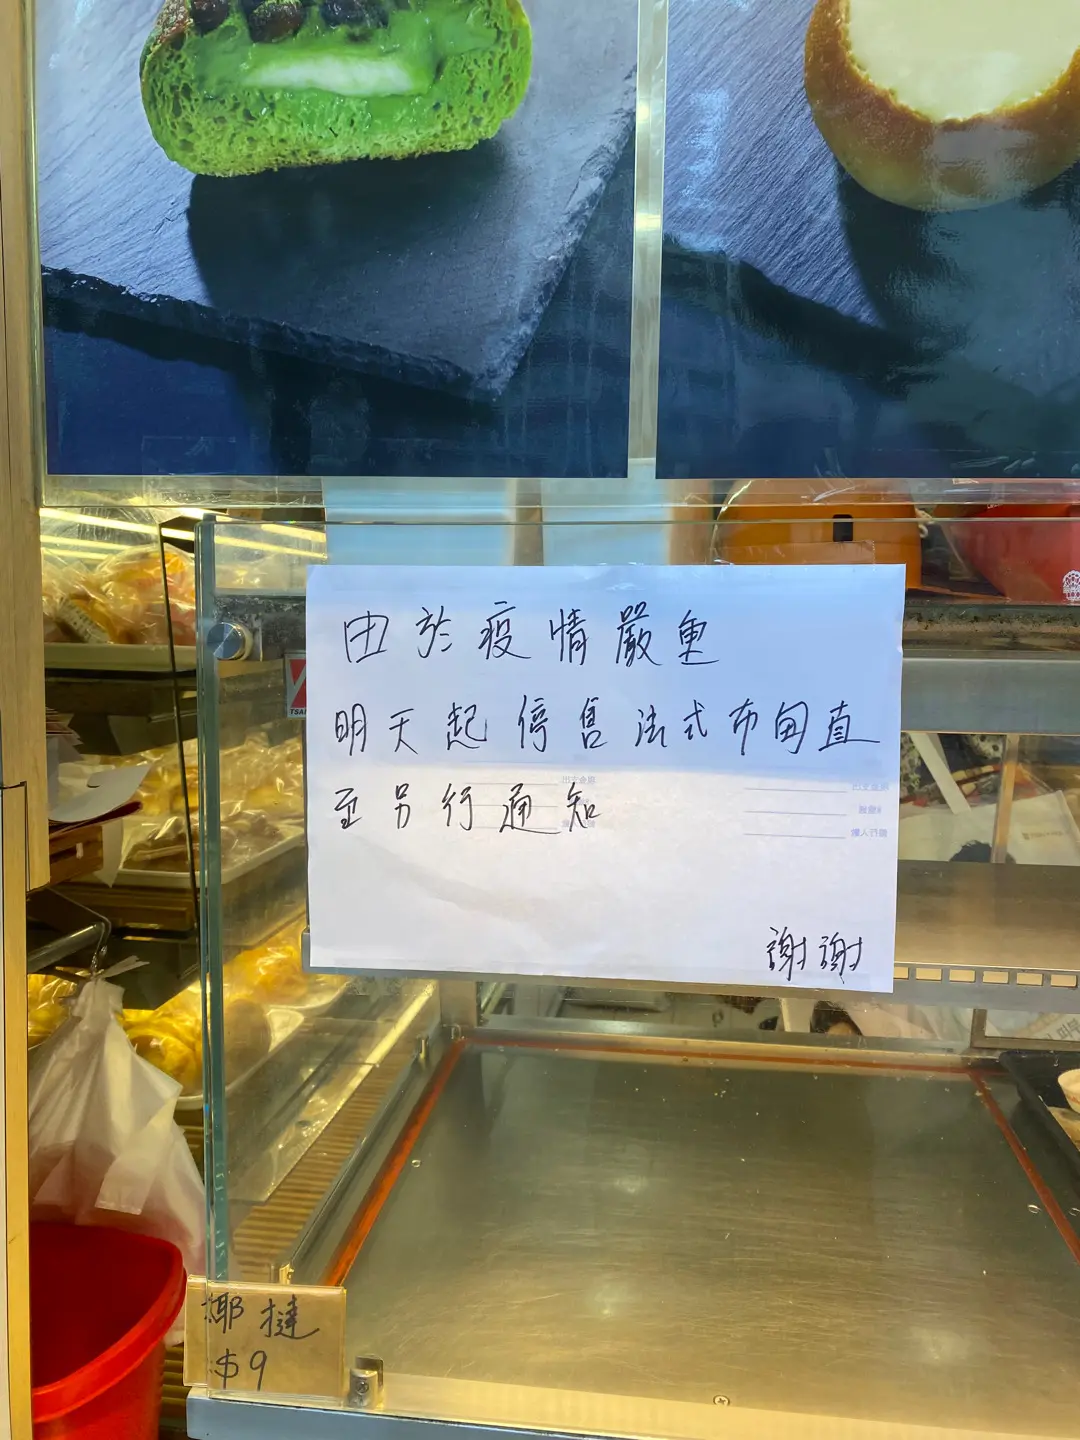 由於疫情嚴重
明天起停售法式布甸直
至另行通知
謝謝
椰撻
$9